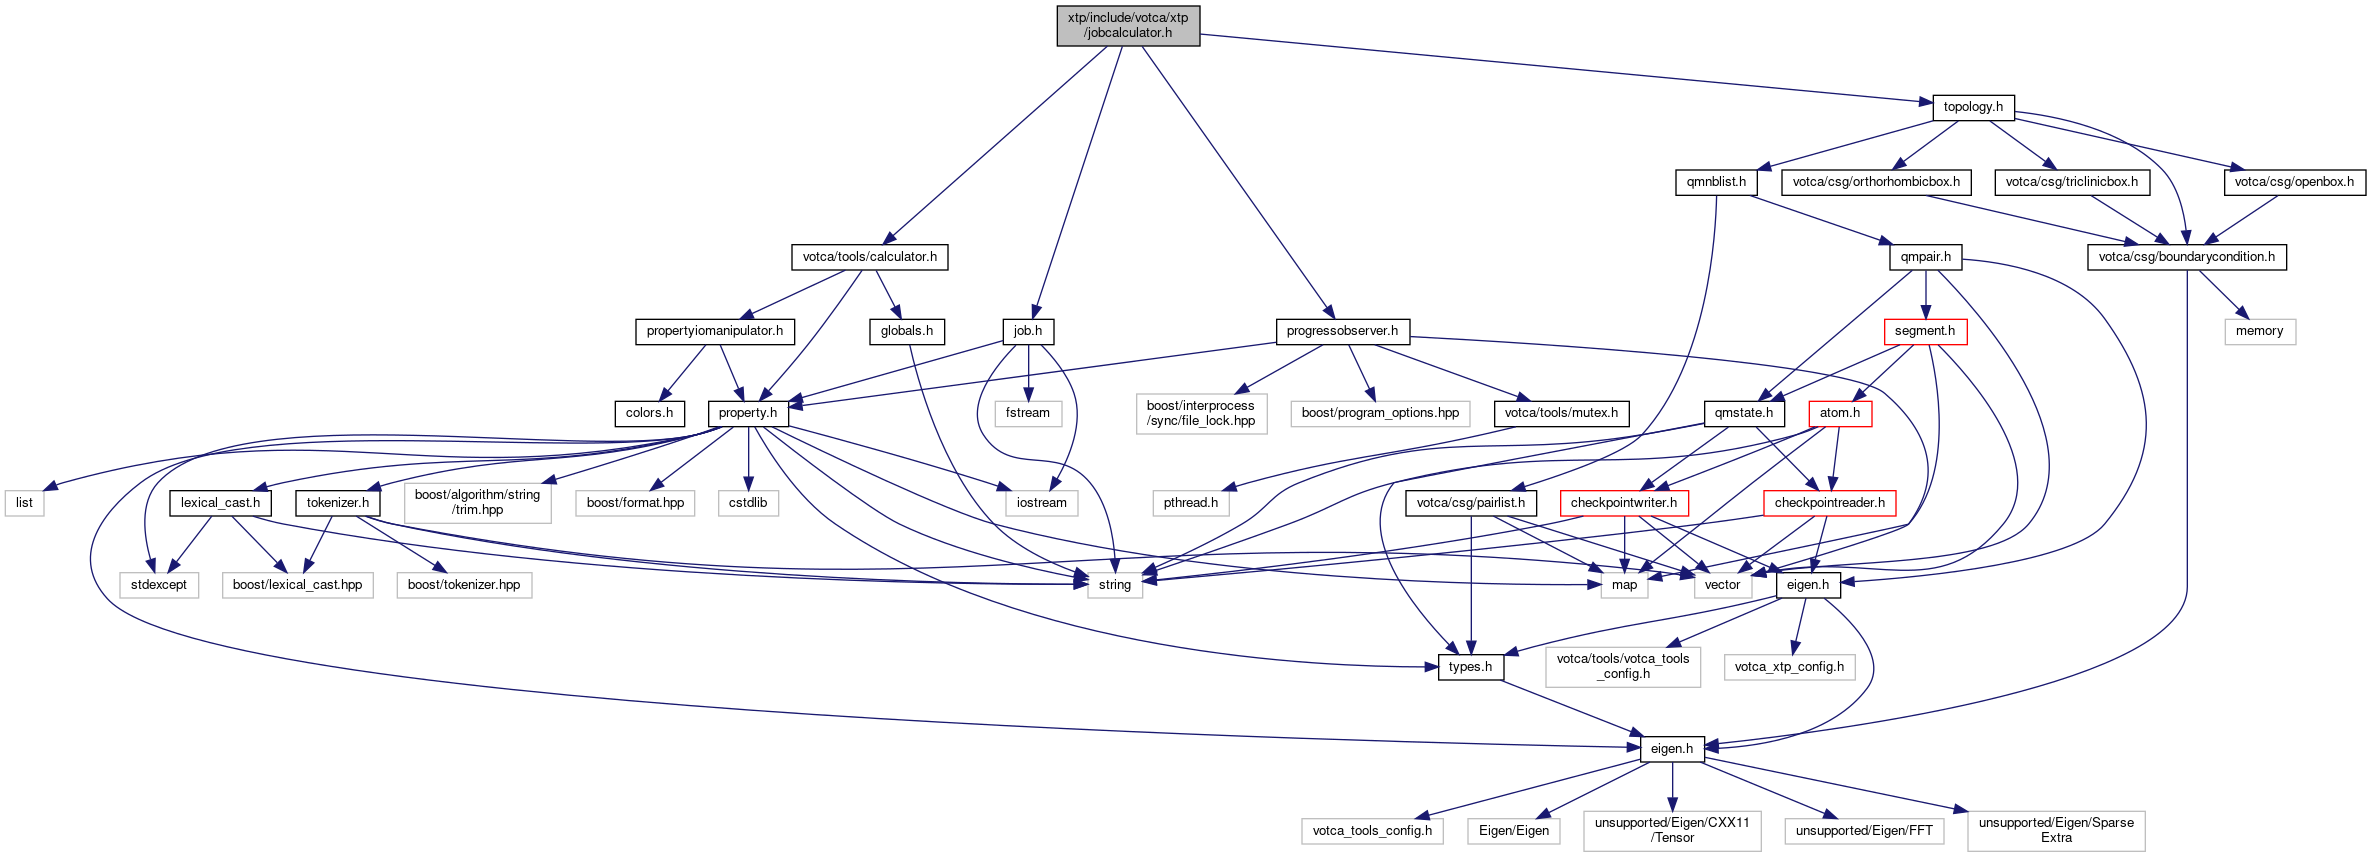 xtp/include/votca/xtp
/jobcalculator.h
topology.h
qmnblist.h
votca/csg/orthorhombicbox.h
votca/csg/triclinicbox.h
votca/csg/openbox.h
votca/tools/calculator.h
qmpair.h
votca/csg/boundarycondition.h
propertyiomanipulator.h
globals.h
job.h
progressobserver.h
segment.h
memory
colors.h
property.h
fstream
boost/interprocess
/sync/file_lock.hpp
boost/program_options.hpp
votca/tools/mutex.h
qmstate.h
atom.h
list
lexical_cast.h
tokenizer.h
boost/algorithm/string
/trim.hpp
boost/format.hpp
cstdlib
iostream
pthread.h
votca/csg/pairlist.h
checkpointwriter.h
checkpointreader.h
stdexcept
boost/lexical_cast.hpp
boost/tokenizer.hpp
string
map
vector
eigen.h
types.h
votca/tools/votca_tools
_config.h
votca_xtp_config.h
eigen.h
votca_tools_config.h
Eigen/Eigen
unsupported/Eigen/CXX11
/Tensor
unsupported/Eigen/FFT
unsupported/Eigen/Sparse
Extra